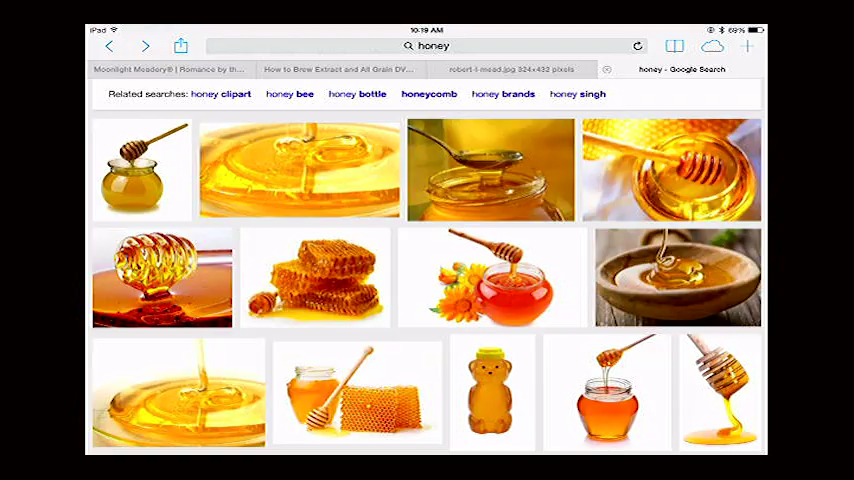 iPad 10:19 AM 69%
honey
Moonlight Meadery® | Romance by th... How to Brew Extract and All Grain DV... robert-l-mead.jpg 324×432 pixels honey - Google Search
Related searches: honey clipart honey bee honey bottle honeycomb honey brands honey singh